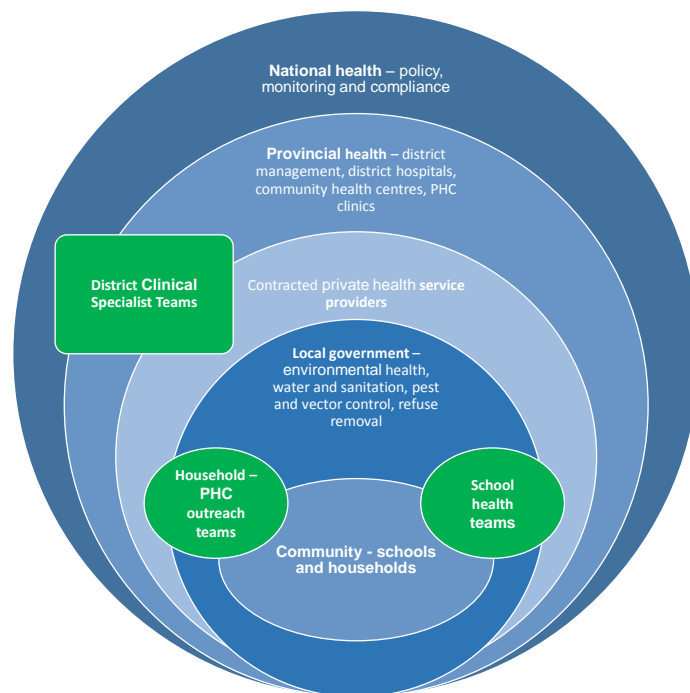 National health – policy,
monitoring and compliance
Provincial health – district
management, district hospitals,
community health centres, PHC
clinics
District Clinical
Specialist Teams
Contracted private health service
providers
Local government –
environmental health,
water and sanitation, pest
and vector control, refuse
removal
Household –
PHC
outreach
teams
School
health
teams
Community - schools
and households